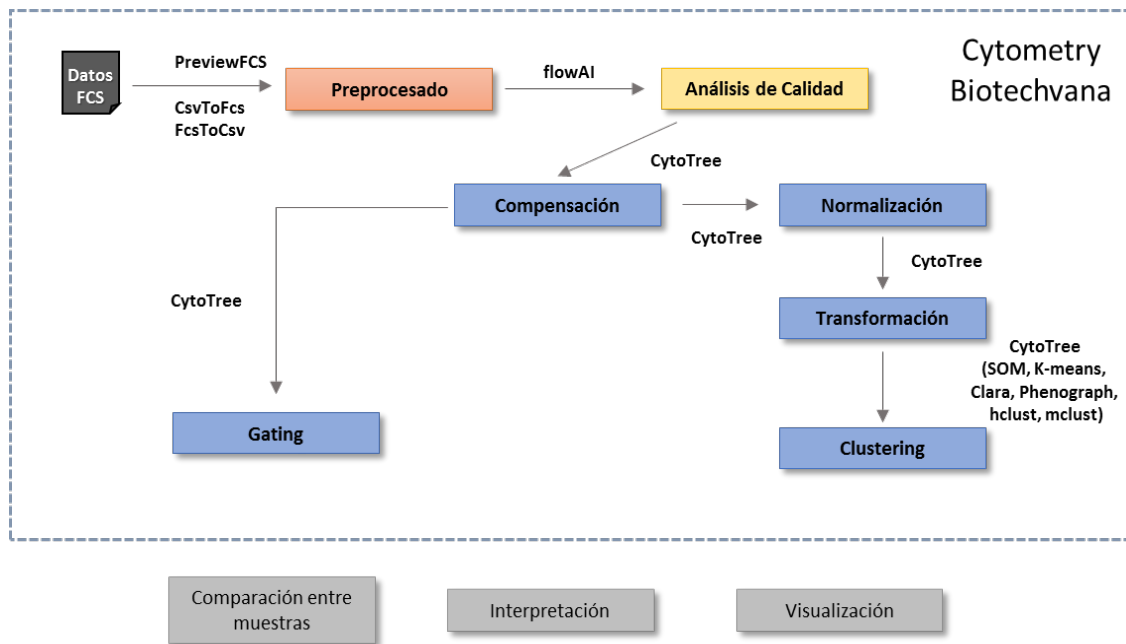 Cytometry
Biotechvana
Datos
FCS
PreviewFCS
CsvToFcs
FcsToCsv
Preprocesado
flowAI
Análisis de Calidad
CytoTree
Compensación
CytoTree
Normalización
CytoTree
CytoTree
Transformación
CytoTree
(SOM, K-means,
Clara, Phenograph,
hclust, mclust)
Gating
Clustering
Comparación entre
muestras
Interpretación
Visualización